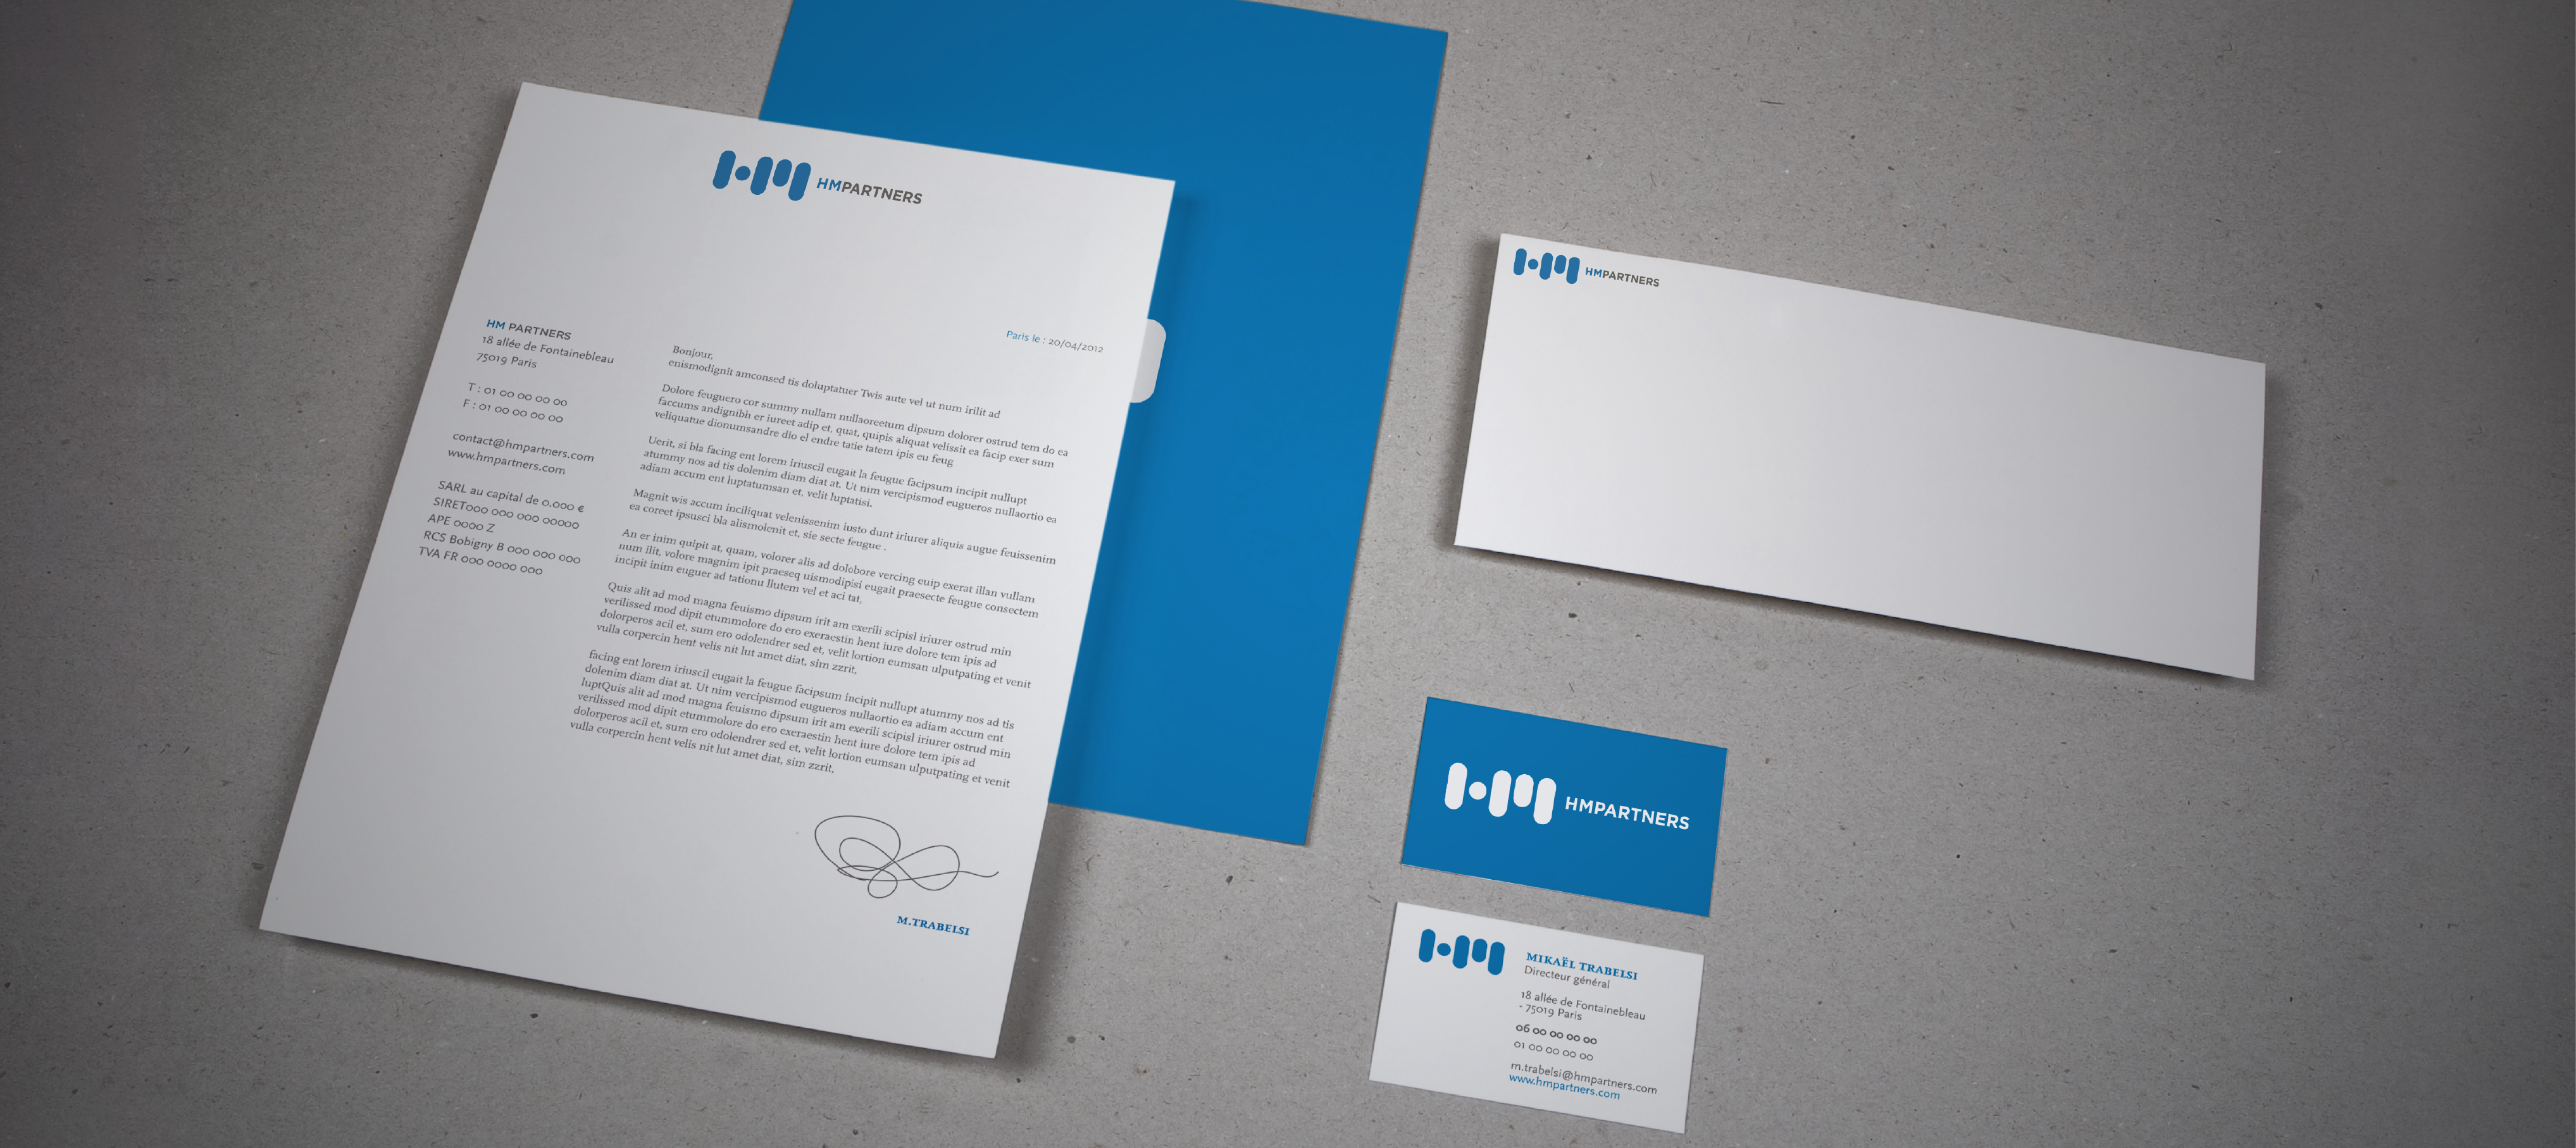 HMPARTNERS
HM PARTNERS
18 allée de Fontainebleau
75019 Paris
T : 01 00 00 00 00
F : 01 00 00 00 00
contact@hmpartners.com
www.hmpartners.com
SARL au capital de 0.000 €
SIRET000 000 000 00000
APE 0000 Z
RCS Bobigny B 000 000 000
TVA FR 000 0000 000
Paris le : 20/04/2012
Bonjour,
enismodignit amconsed tis doluptatuer Twis aute vel ut num irilit ad
Dolore feuguero cor summy nullam nullaoreetum dipsum dolorer ostrud tem do ea
faccums andignibh er iureet adip et, quat, quipis aliquat velissit ea facip exer sum
veliquatue dionumsandre dio el endre tatie tatem ipis eu feug
Uerit, si bla facing ent lorem iriuscil eugait la feugue facipsum incipit nullupt
atummy nos ad tis dolenim diam diat at. Ut nim vercipismod eugueros nullaortio ea
adiam accum ent luptatumsan et, velit luptatisi.
Magnit wis accum inciliquat velenissenim iusto dunt iriurer aliquis augue feuissenim
ea coreet ipsusci bla alismolenit et, sie secte feugue .
An er inim quipit at, quam, volorer alis ad dolobore vercing euip exerat illan vullam
num ilit, volore magnim ipit praeseq uismodipisi eugait praesecte feugue consectem
incipit inim euguer ad tationu llutem vel et aci tat,
Quis alit ad mod magna feuismo dipsum irit am exerili scipisl iriurer ostrud min
verilissed mod dipit etummolore do ero exeraestin hent iure dolore tem ipis ad
dolorperos acil et, sum ero odolendrer sed et, velit lortion eumsan ulputpating et venit
vulla corpercin hent velis nit lut amet diat, sim zzrit,
facing ent lorem iriuscil eugait la feugue facipsum incipit nullupt atummy nos ad tis
dolenim diam diat at. Ut nim vercipismod eugueros nullaortio ea adiam accum ent
luptQuis alit ad mod magna feuismo dipsum irit am exerili scipisl iriurer ostrud min
verilissed mod dipit etummolore do ero exeraestin hent iure dolore tem ipis ad
dolorperos acil et, sum ero odolendrer sed et, velit lortion eumsan ulputpating et venit
vulla corpercin hent velis nit lut amet diat, sim zzrit,
M.TRABELSI
HMPARTNERS
HMPARTNERS
MIKAËL TRABELSI
Directeur général
18 allée de Fontainebleau
- 75019 Paris
06 00 00 00 00
01 00 00 00 00
m.trabelsi@hmpartners.com
www.hmpartners.com